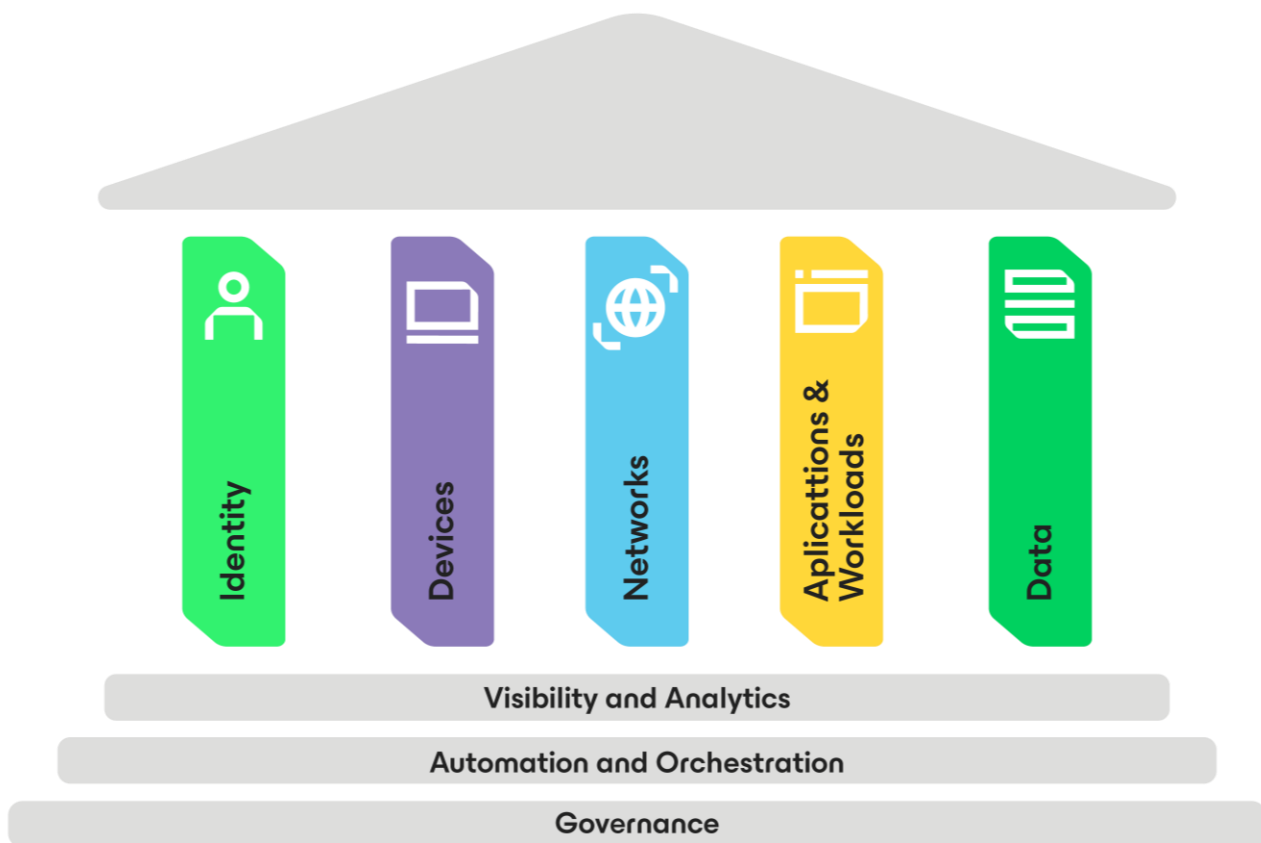 Identity
Devices
Networks
Aplicattions &
Workloads
Data
Visibility and Analytics
Automation and Orchestration
Governance